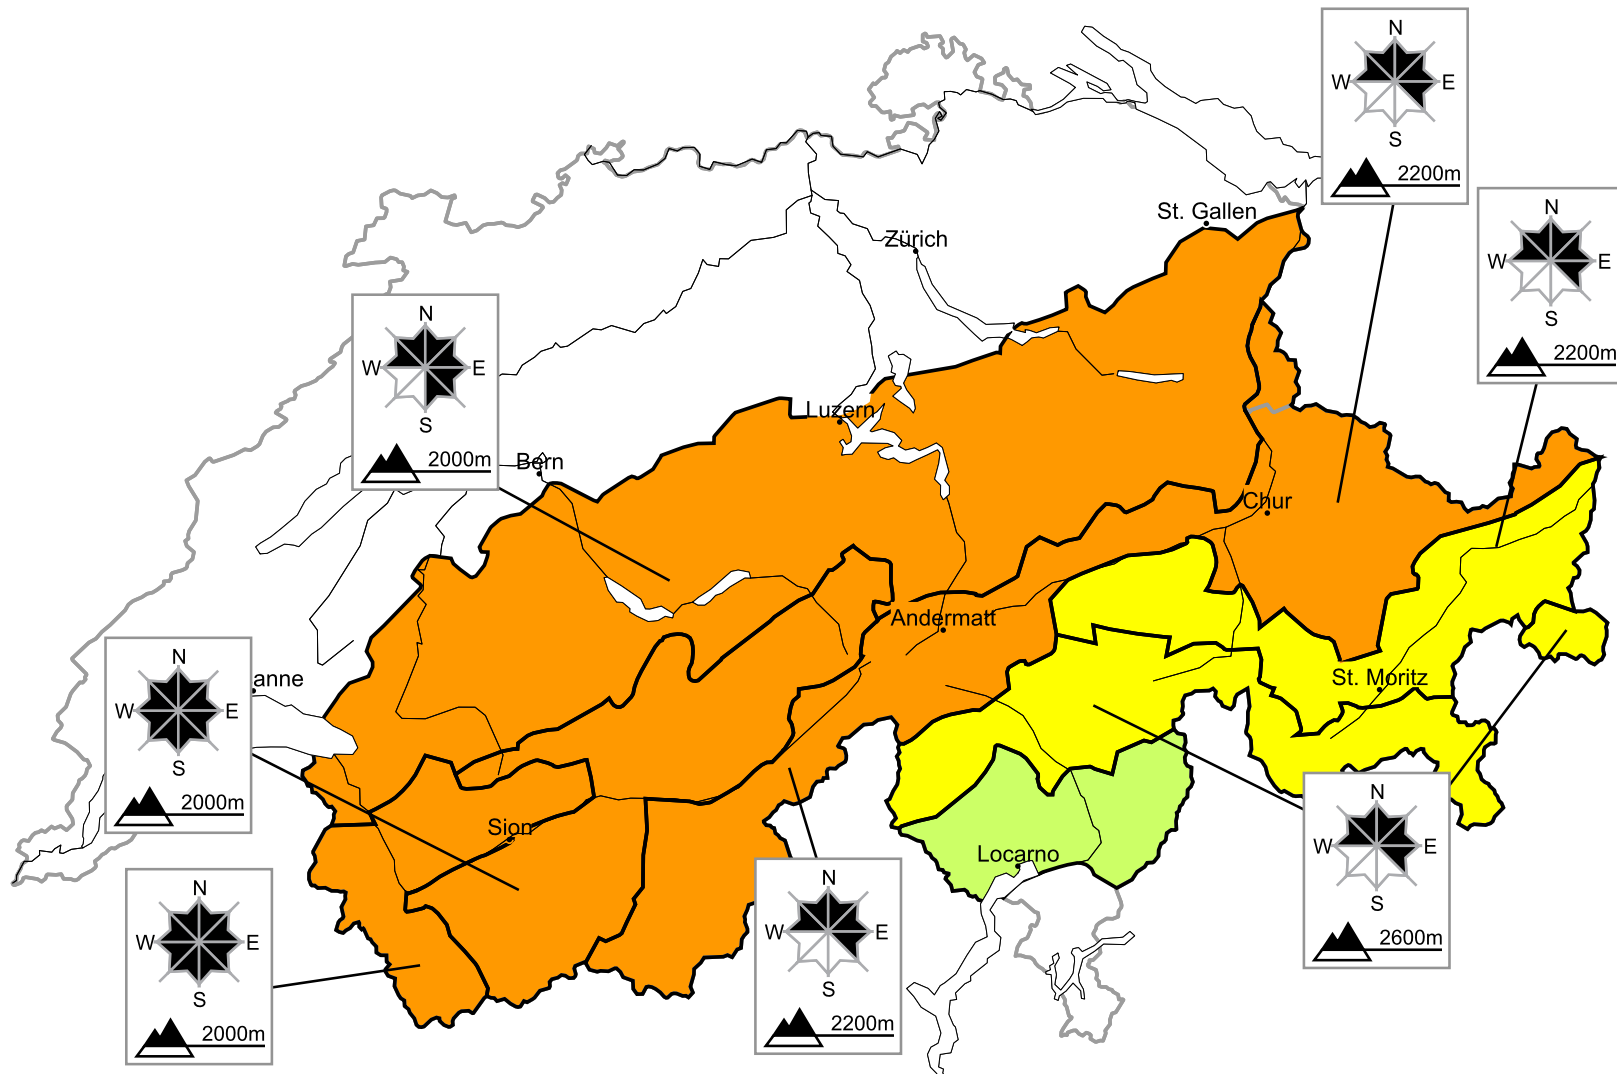 N
W E
S
2200m
N
W E
S
2200m
St. Gallen
Zürich
N
W E
S
2000m
Luzern
Bern
Chur
Andermatt
St. Moritz
N
W E
S
2000m
anne
Sion
Locarno
N
W E
S
2600m
N
W E
S
2200m
N
W E
S
2000m